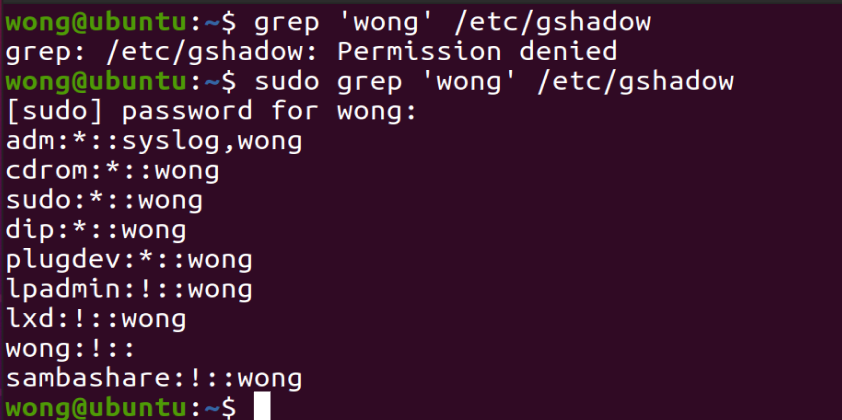 wong@ubuntu:~$ grep 'wong' /etc/gshadow
grep: /etc/gshadow: Permission denied
wong@ubuntu:~$ sudo grep 'wong' /etc/gshadow
[sudo] password for wong:
adm:*::syslog,wong
cdrom:*::wong
sudo:*::wong
dip:*::wong
plugdev:*::wong
lpadmin:!::wong
lxd:!::wong
wong:!::
sambashare:!::wong
wong@ubuntu:~$